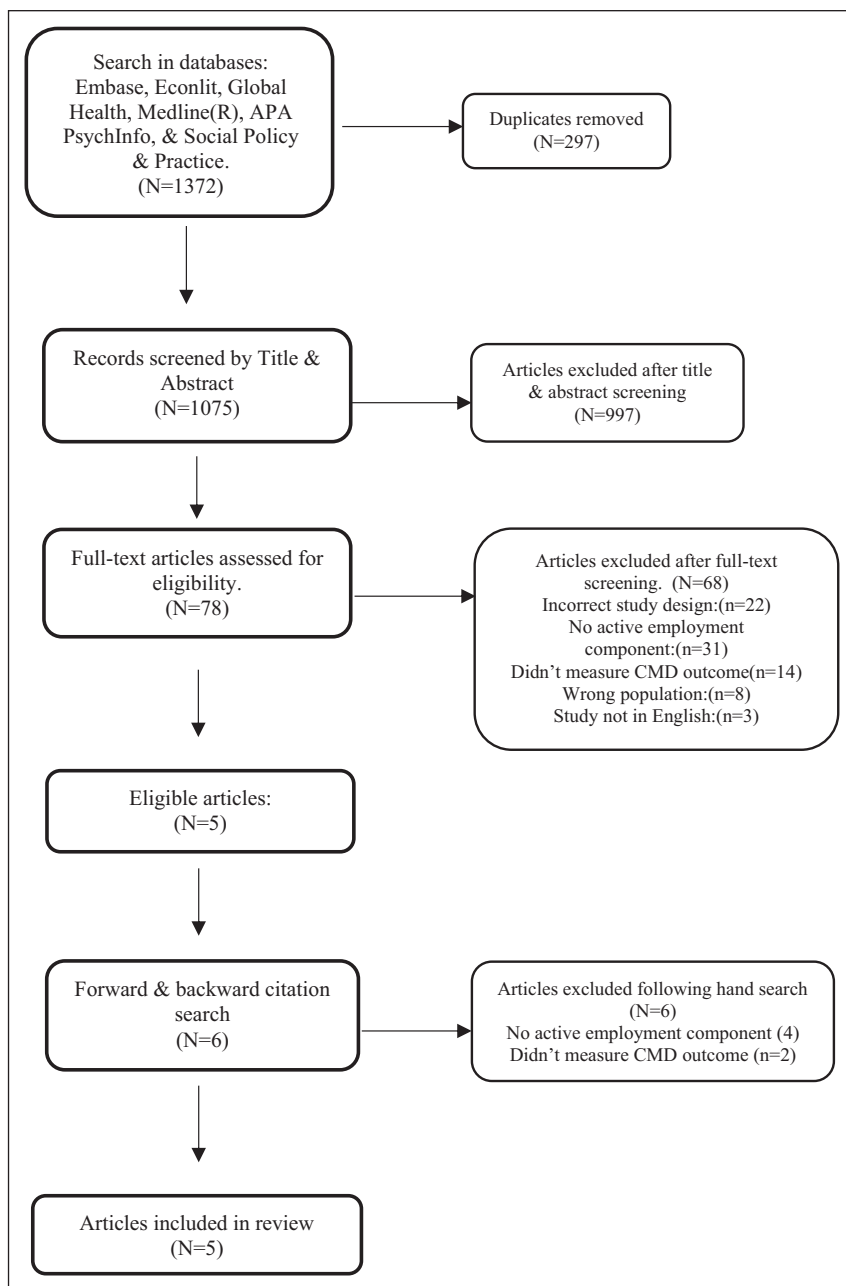 Search in databases:
Embase, Econlit, Global
Health, Medline(R), APA
PsychInfo, & Social Policy
& Practice.
(N=1372)
Duplicates removed
(N=297)
Records screened by Title &
Abstract
(N=1075)
Articles excluded after title
& abstract screening
(N=997)
Full-text articles assessed for
eligibility.
(N=78)
Articles excluded after full-text
screening. (N=68)
Incorrect study design:(n=22)
No active employment
component:(n=31)
Didn't measure CMD outcome(n=14)
Wrong population:(n=8)
Study not in English:(n=3)
Eligible articles:
(N=5)
Forward & backward citation
search
(N=6)
Articles excluded following hand search
(N=6)
No active employment component (4)
Didn't measure CMD outcome (n=2)
Articles included in review
(N=5)